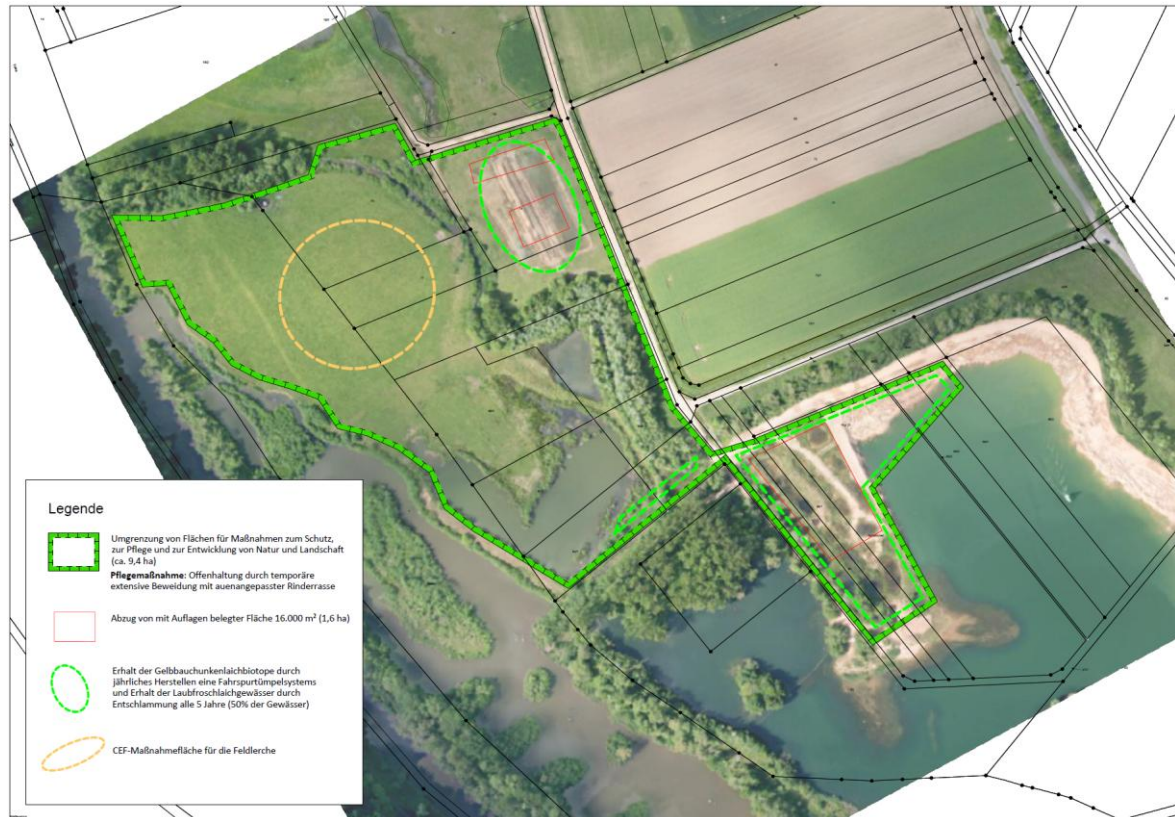 Legende
Umgrenzung von Flächen für Maßnahmen zum Schutz,
zur Pflege und zur Entwicklung von Natur und Landschaft
(ca. 9,4 ha)
Pflegemaßnahme: Offenhaltung durch temporäre
extensive Beweidung mit auenangepasster Rinderrasse
Abzug von mit Auflagen belegter Fläche 16.000 m² (1,6 ha)
Erhalt der Gelbbauchunkenlaichbiotope durch
jährliches Herstellen eine Fahrspurtümpelsystems
und Erhalt der Laubfroschlaichgewässer durch
Entschlammung alle 5 Jahre (50% der Gewässer)
CEF-Maßnahmefläche für die Feldlerche